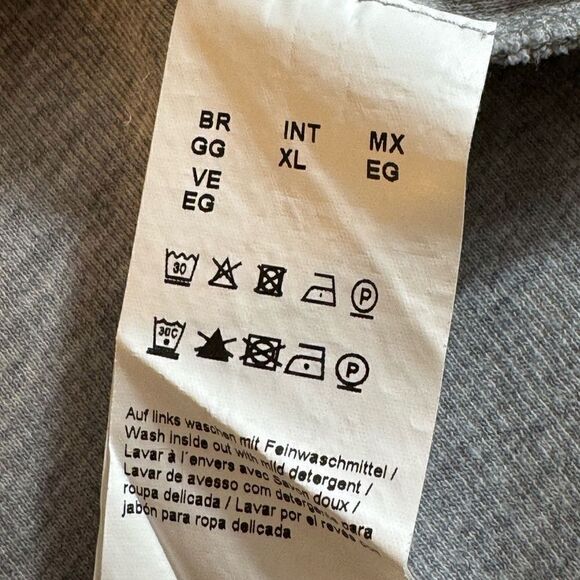 BR INT MX
GG XL EG
VE
EG
30 P
30C P
Auf links waschen mit Feinwaschmittel /
Wash inside out with mild detergent /
Lavar à l'envers avec Savon doux /
Lavar de avesso com detergente para
roupa delicada / Lavar por el revés
jabón para ropa delicada